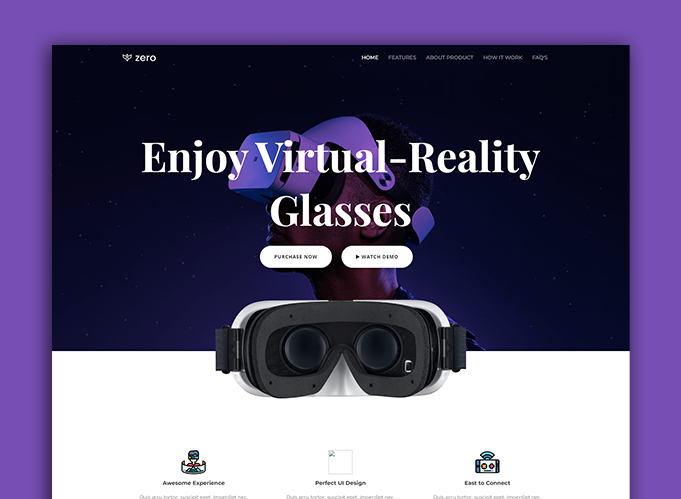 zero
HOME FEATURES ABOUT PRODUCT HOW IT WORK FAQ'S
Enjoy Virtual-Reality
Glasses
PURCHASE NOW
WATCH DEMO
Awesome Experience
Perfect UI Design
East to Connect
Duis arcu tortor, suscipit eget, imperdiet nec,
Duis arcu tortor, suscipit eget, imperdiet nec,
Duis arcu tortor, suscipit eget, imperdiet nec,